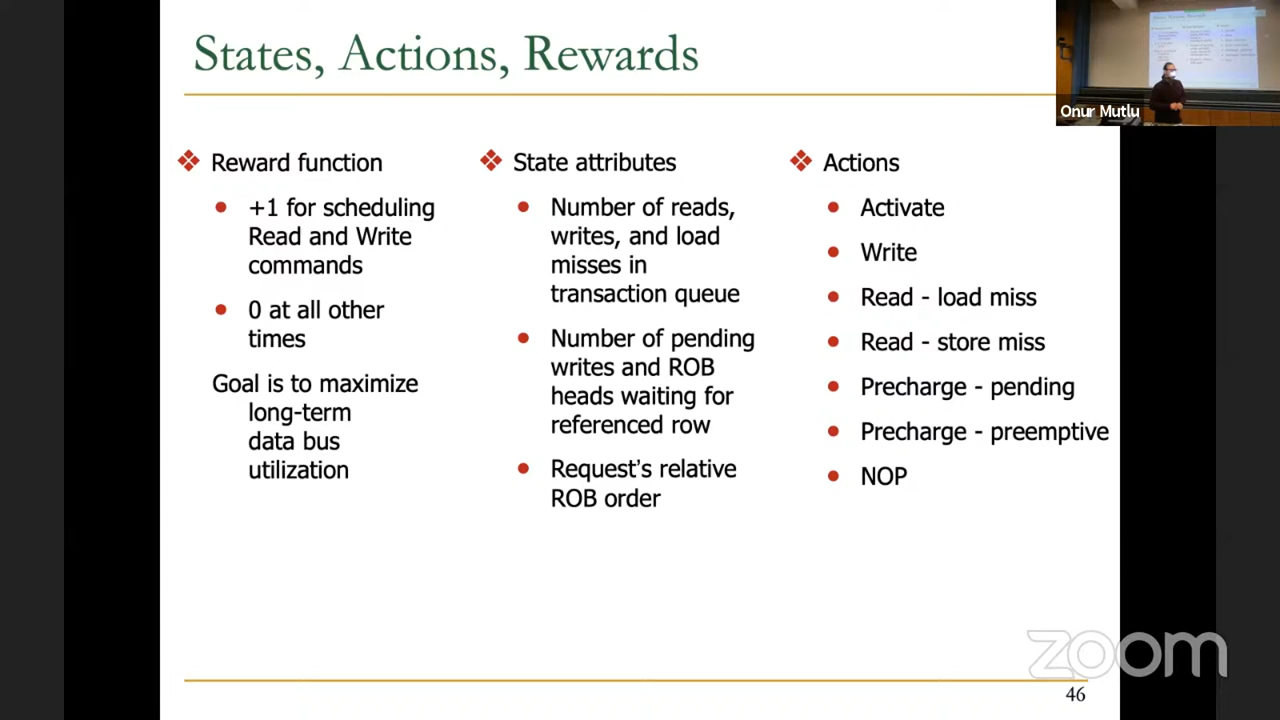 States, Actions, Rewards
Onur Mutlu
Reward function
+1 for scheduling
Read and Write
commands
0 at all other
times
Goal is to maximize
long-term
data bus
utilization
State attributes
Number of reads,
writes, and load
misses in
transaction queue
Number of pending
writes and ROB
heads waiting for
referenced row
Request's relative
ROB order
Actions
Activate
Write
Read - load miss
Read - store miss
Precharge - pending
Precharge - preemptive
NOP
zoom
46